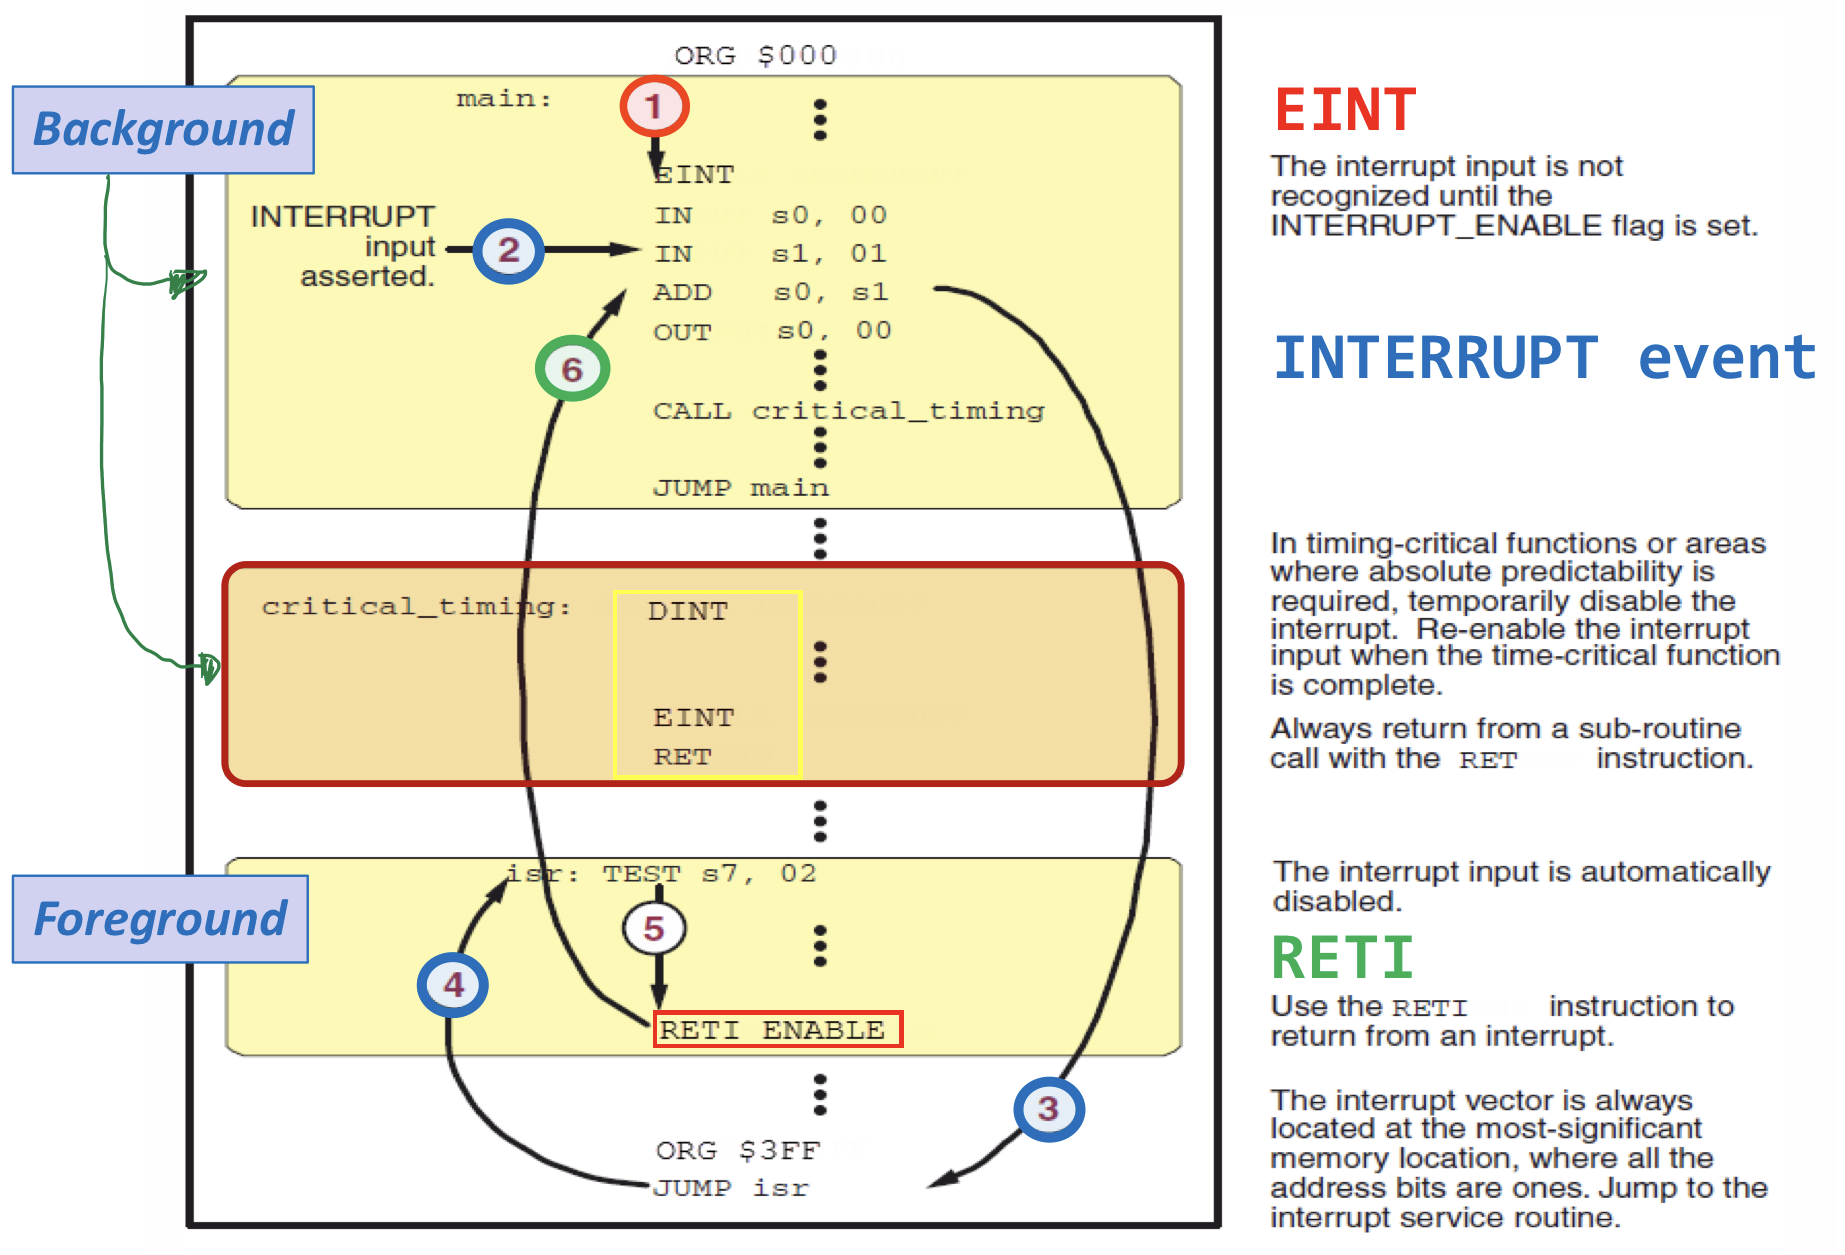 ORG $000
Background
main:
1
EINT
INTERRUPT
input
asserted.
2
IN s0, 00
IN s1, 01
ADD s0, s1
OUT s0, 00
6
CALL critical_timing
JUMP main
critical_timing:
DINT
EINT
RET
Foreground
isr: TEST s7, 02
5
4
RETI ENABLE
3
ORG $3FF
JUMP isr
EINT
The interrupt input is not
recognized until the
INTERRUPT_ENABLE flag is set.
INTERRUPT event
In timing-critical functions or areas
where absolute predictability is
required, temporarily disable the
interrupt. Re-enable the interrupt
input when the time-critical function
is complete.
Always return from a sub-routine
call with the RET instruction.
The interrupt input is automatically
disabled.
RETI
Use the RETI instruction to
return from an interrupt.
The interrupt vector is always
located at the most-significant
memory location, where all the
address bits are ones. Jump to the
interrupt service routine.